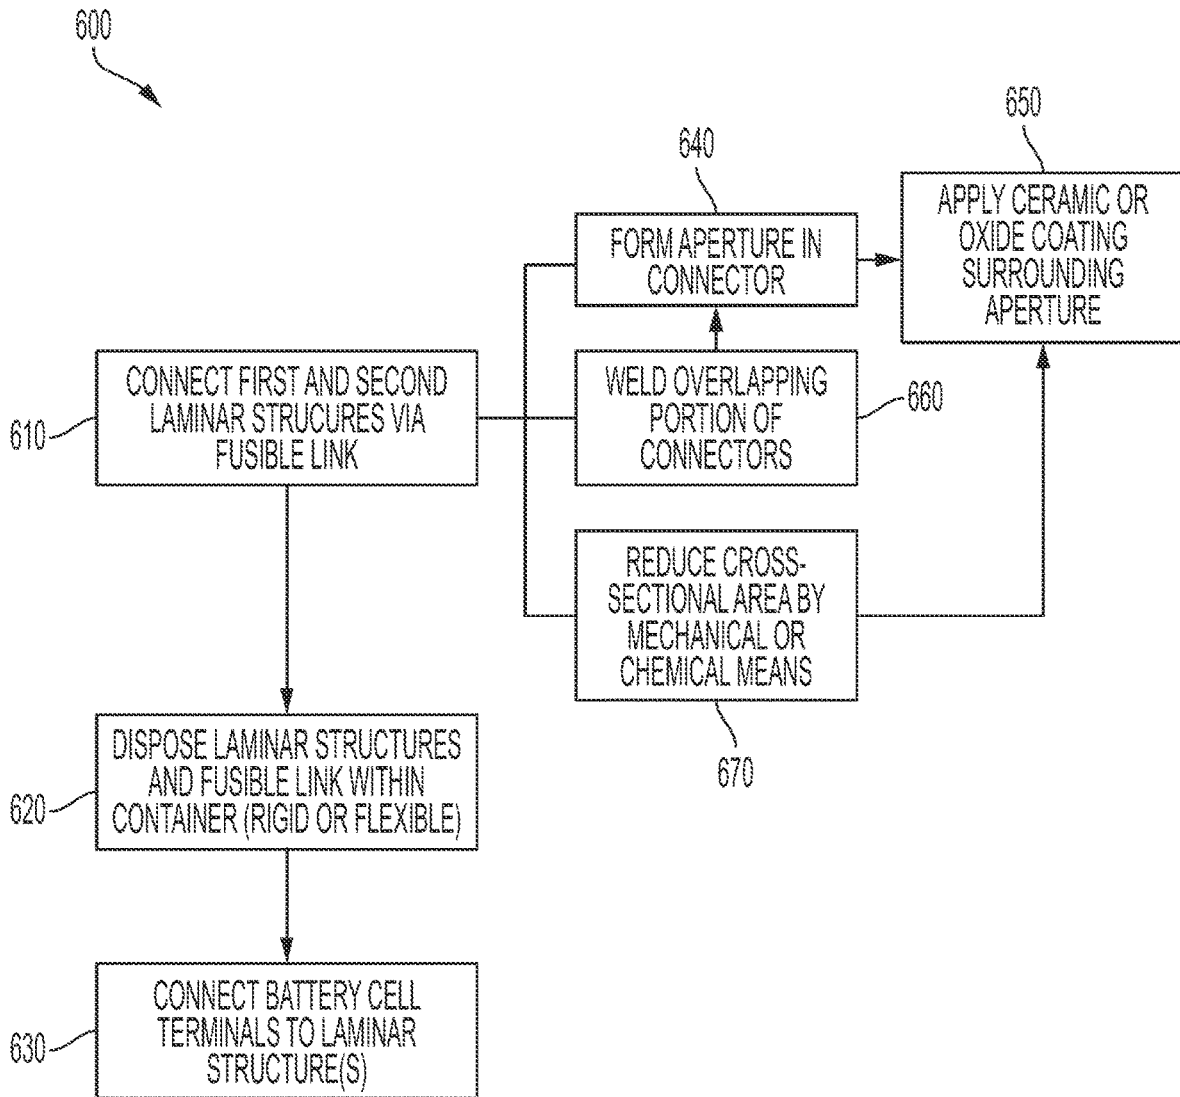 600
610
CONNECT FIRST AND SECOND
LAMINAR STRUCURES VIA
FUSIBLE LINK
620
DISPOSE LAMINAR STRUCTURES
AND FUSIBLE LINK WITHIN
CONTAINER (RIGID OR FLEXIBLE)
630
CONNECT BATTERY CELL
TERMINALS TO LAMINAR
STRUCTURE(S)
640
FORM APERTURE IN
CONNECTOR
650
APPLY CERAMIC OR
OXIDE COATING
SURROUNDING
APERTURE
WELD OVERLAPPING
PORTION OF
CONNECTORS
660
REDUCE CROSS-
SECTIONAL AREA BY
MECHANICAL OR
CHEMICAL MEANS
670